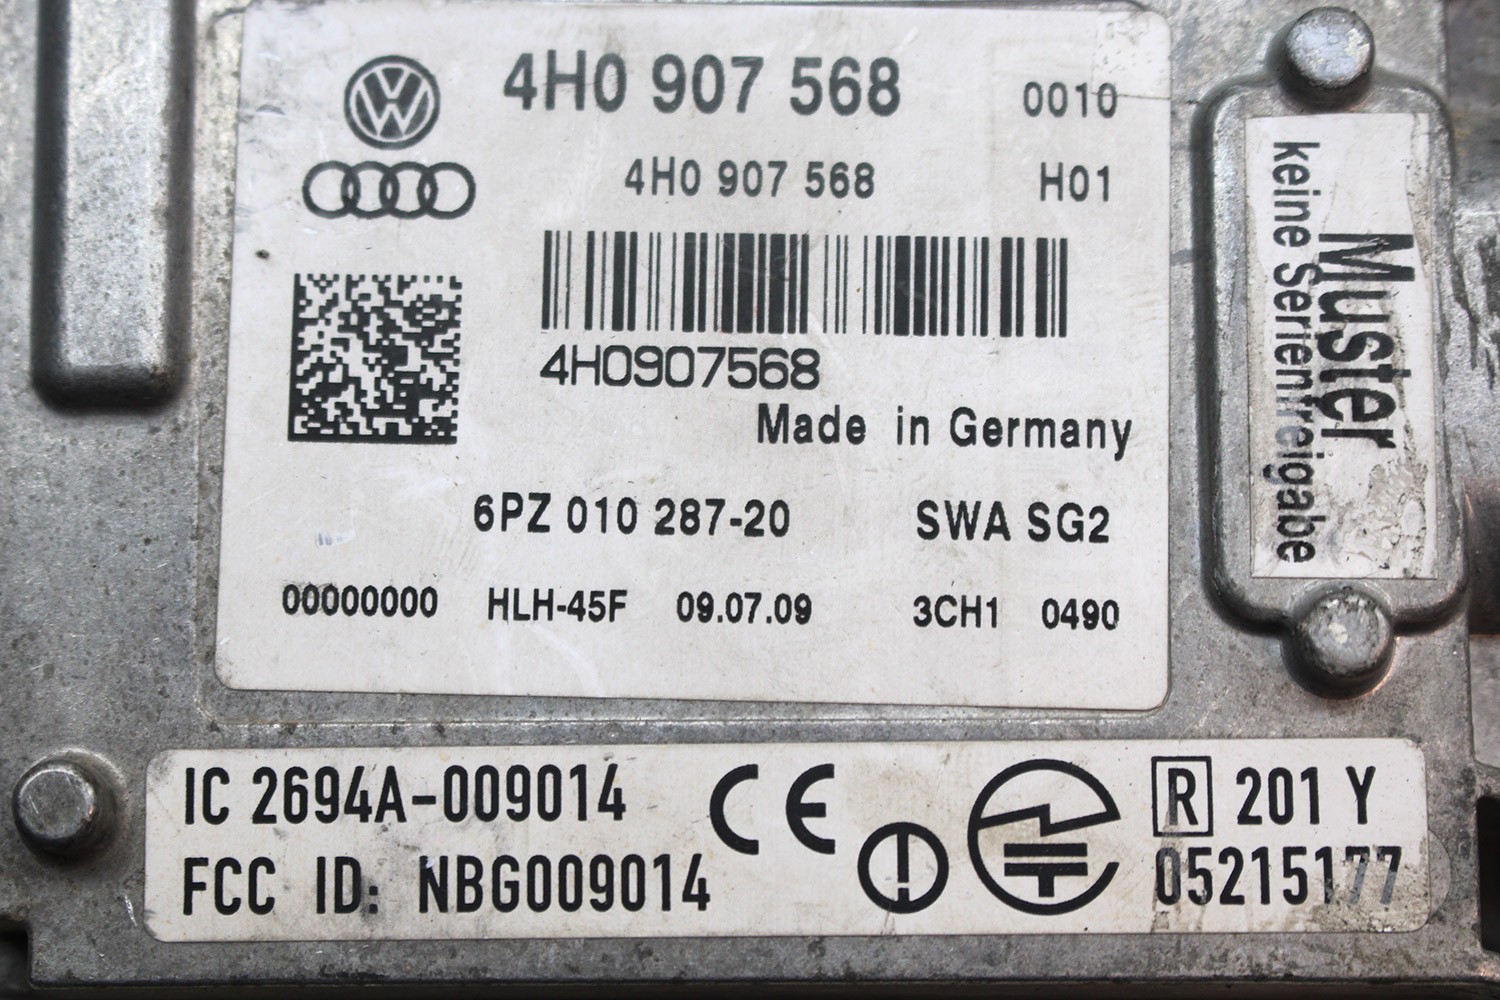 4H0 907 568 0010
4H0 907 568 H01
4H0907568
Made in Germany
6PZ 010 287-20 SWA SG2
00000000 HLH-45F 09.07.09 3CH1 0490
Muster
keine Serienfreigabe
IC 2694A-009014 CE R 201 Y
FCC ID: NBG009014 05215177